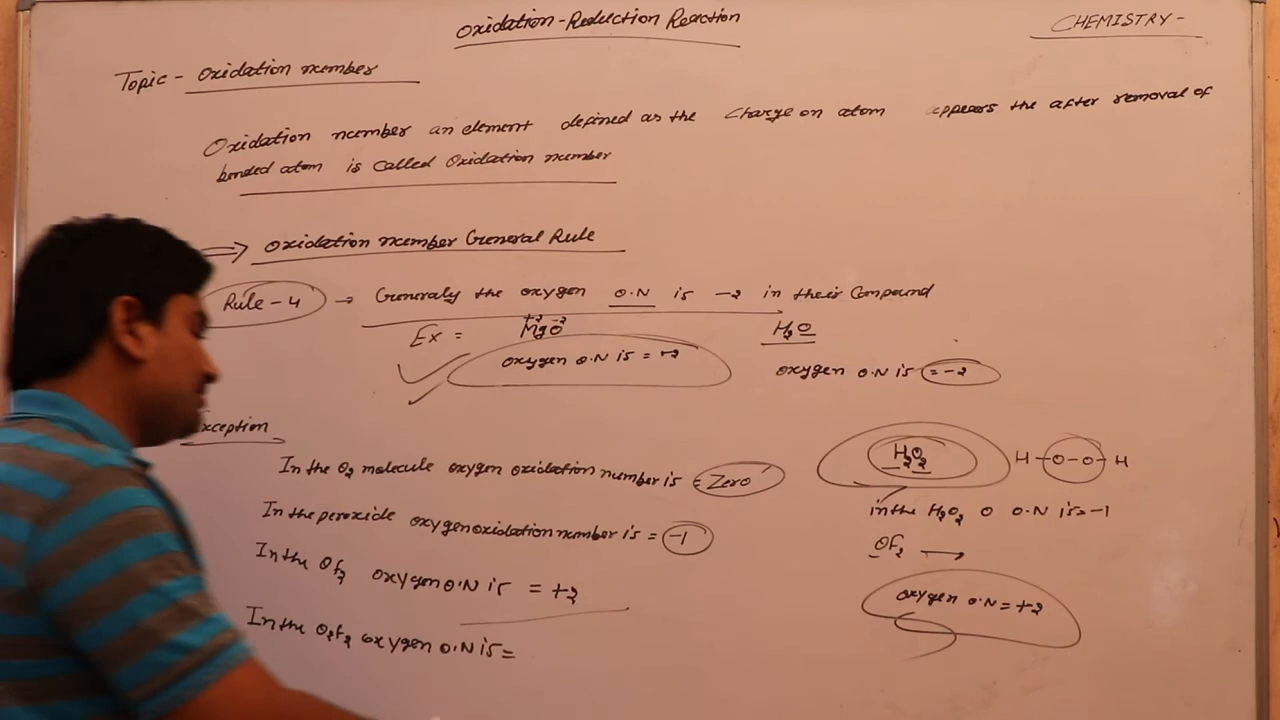 Oxidation-Reduction Reaction
CHEMISTRY-
Topic - Oxidation number
Oxidation number an element defined as the charge on atom appears the after removal of
bonded atom is called Oxidation number
⇒ Oxidation number General Rule
Rule-4 → Generaly the oxygen O.N is -2 in their Compound
Ex = Mg+2O-2 H2O
oxygen O.N is = +2
oxygen O.N is = -2
xception
In the O2 molecule oxygen oxidation number is = Zero
H2O2 H-O-O-H
In the peroxide oxygen oxidation number is = -1
in the H2O2 O O.N is = -1
In the OF2 oxygen O.N is = +2
OF2 →
oxygen O.N = +2
In the O2F2 oxygen O.N is =